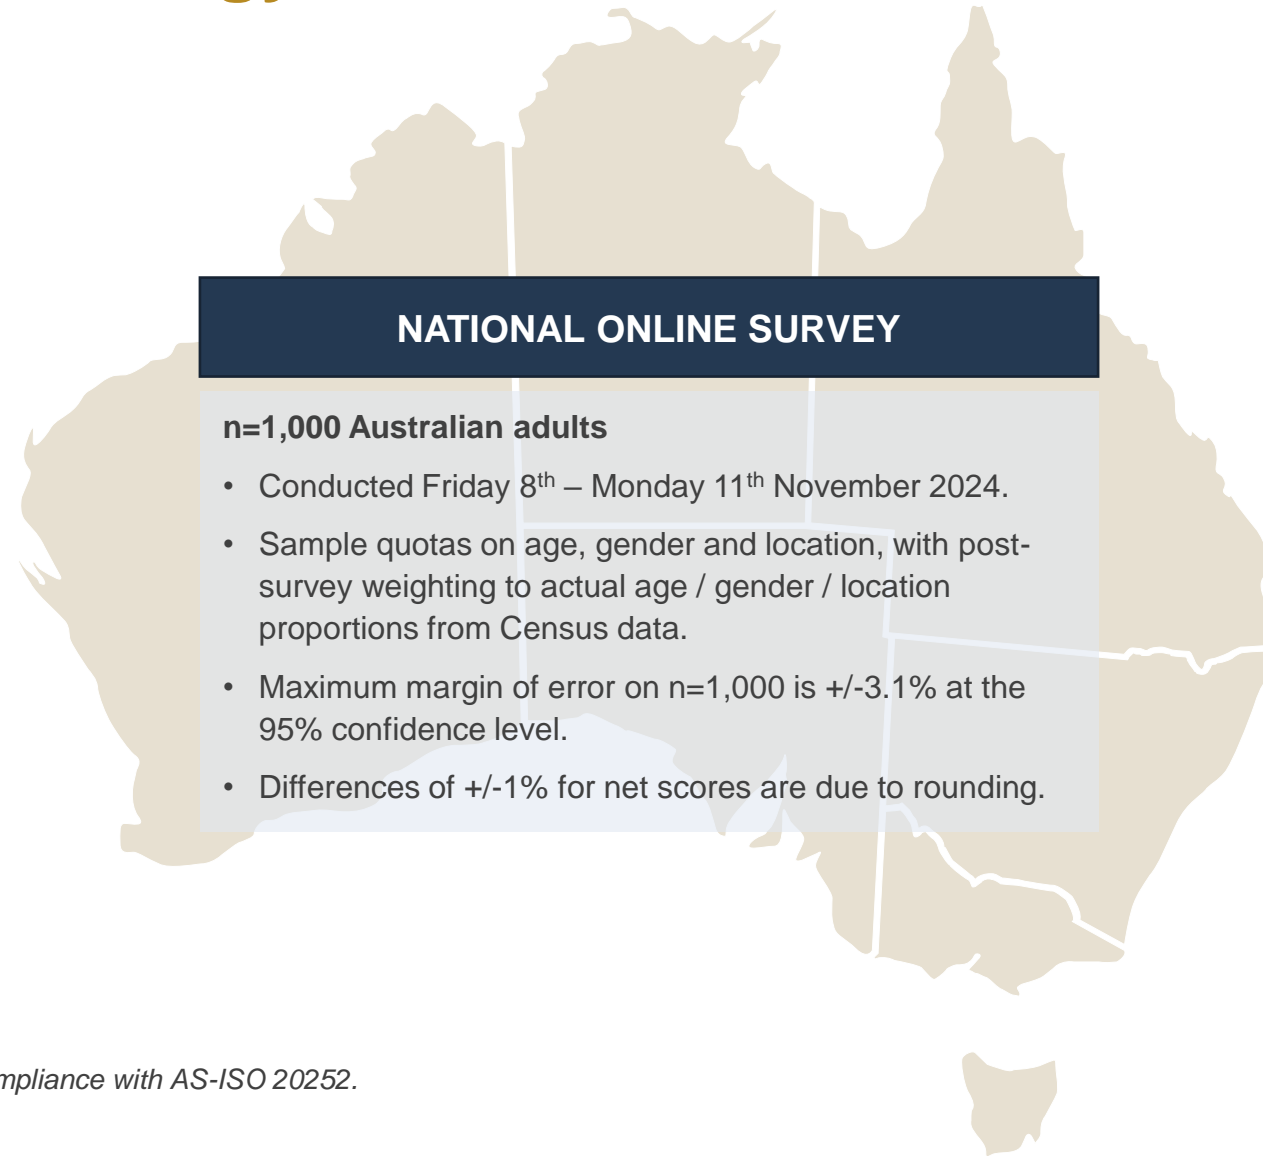 NATIONAL ONLINE SURVEY
n=1,000 Australian adults
• Conducted Friday 8th – Monday 11th November 2024.
• Sample quotas on age, gender and location, with post-
survey weighting to actual age / gender / location
proportions from Census data.
• Maximum margin of error on n=1,000 is +/-3.1% at the
95% confidence level.
• Differences of +/-1% for net scores are due to rounding.
mpliance with AS-ISO 20252.